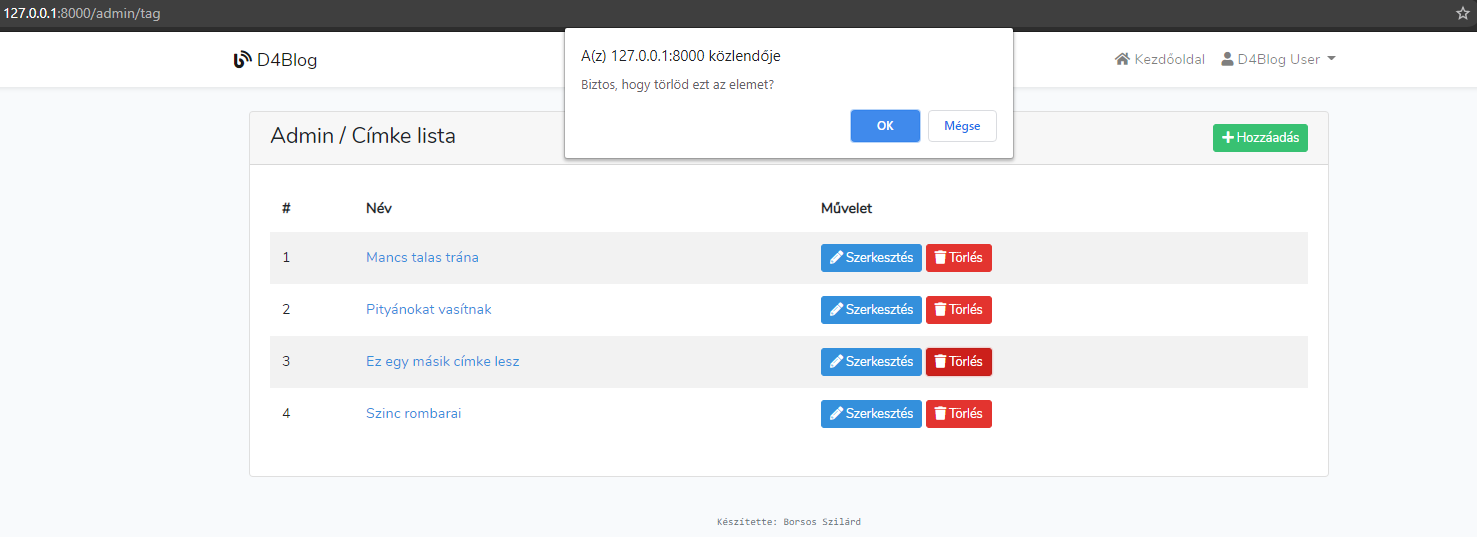 127.0.0.1:8000/admin/tag
A(z) 127.0.0.1:8000 közlendője
Biztos, hogy törlöd ezt az elemet?
OK Mégse
D4Blog Kezdőoldal D4Blog User
Admin / Címke lista Hozzáadás
# Név Művelet
1 Mancs talas trána Szerkesztés Törlés
2 Pityánokat vasítnak Szerkesztés Törlés
3 Ez egy másik címke lesz Szerkesztés Törlés
4 Szinc rombarai Szerkesztés Törlés
Készítette: Borsos Szilárd